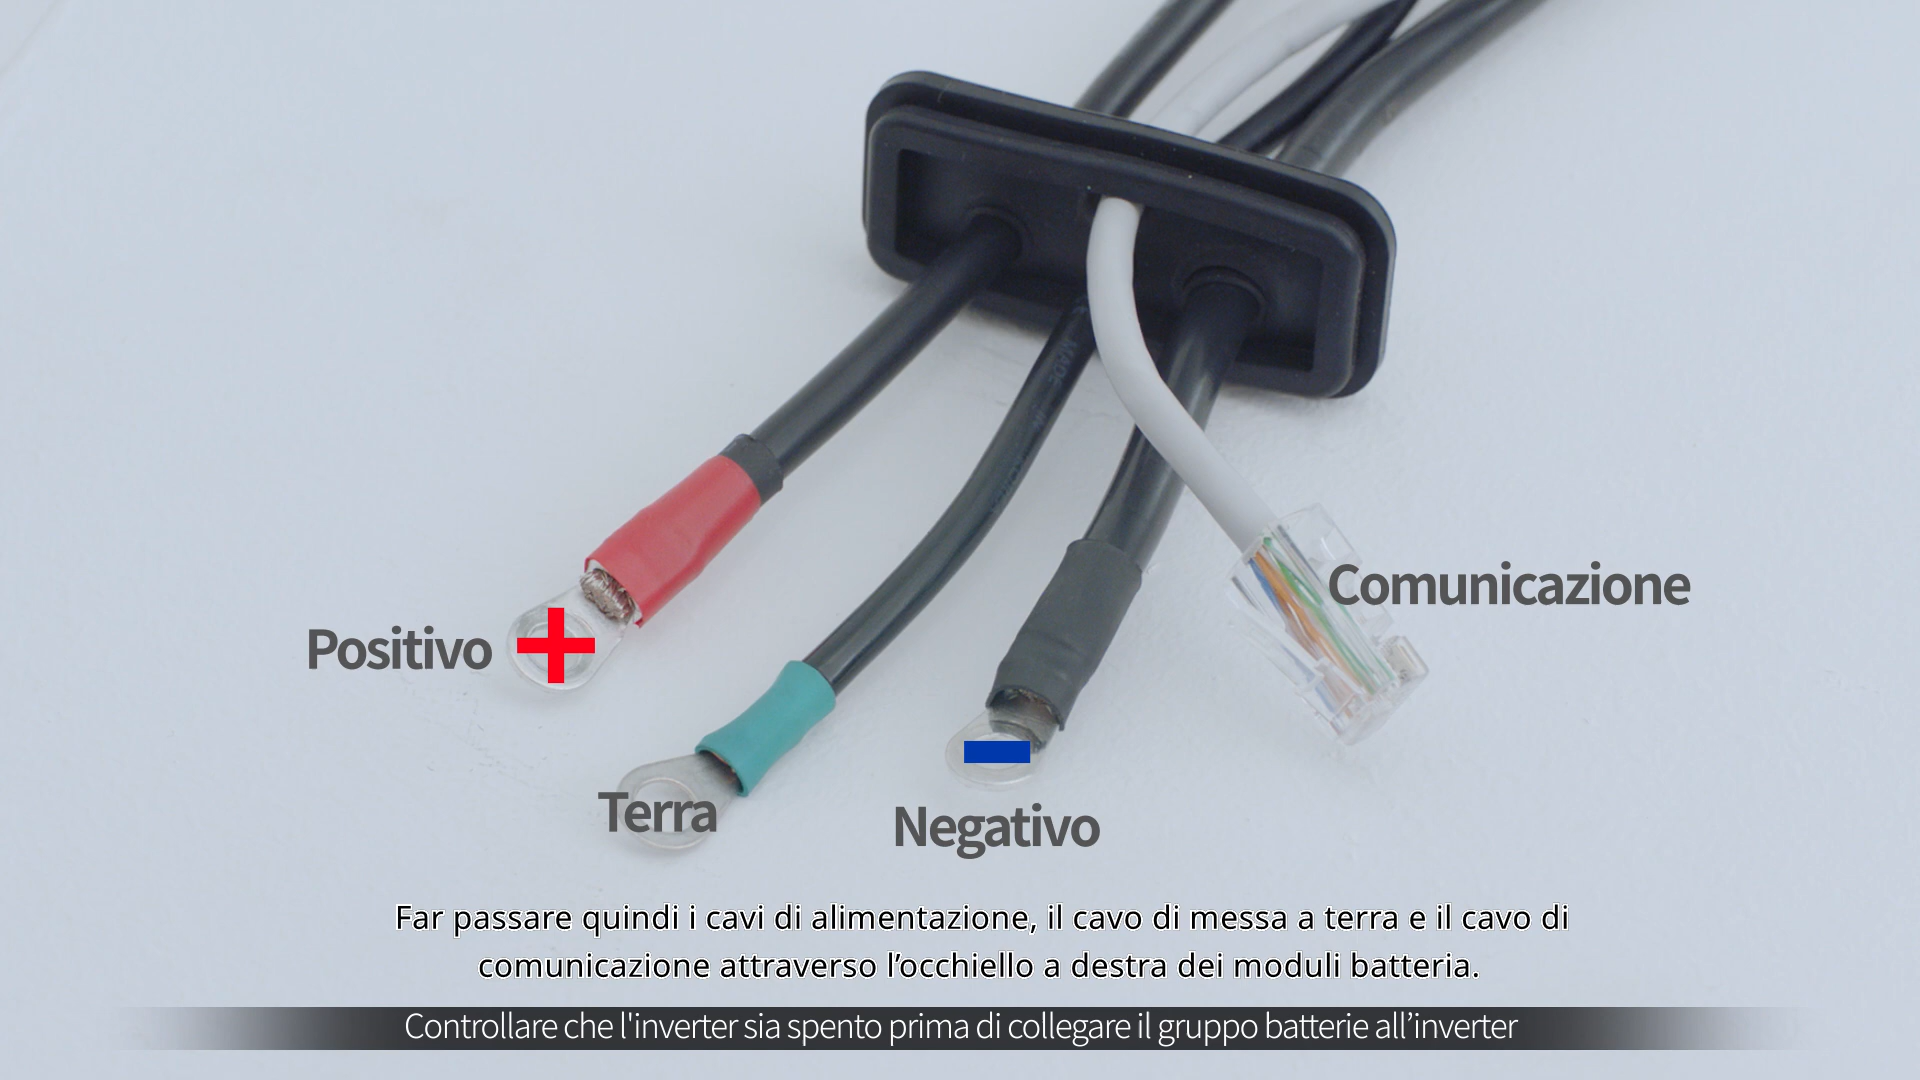 Comunicazione
Positivo
Terra
Negativo
Far passare quindi i cavi di alimentazione, il cavo di messa a terra e il cavo di
comunicazione attraverso l’occhiello a destra dei moduli batteria.
Controllare che l'inverter sia spento prima di collegare il gruppo batterie all’inverter